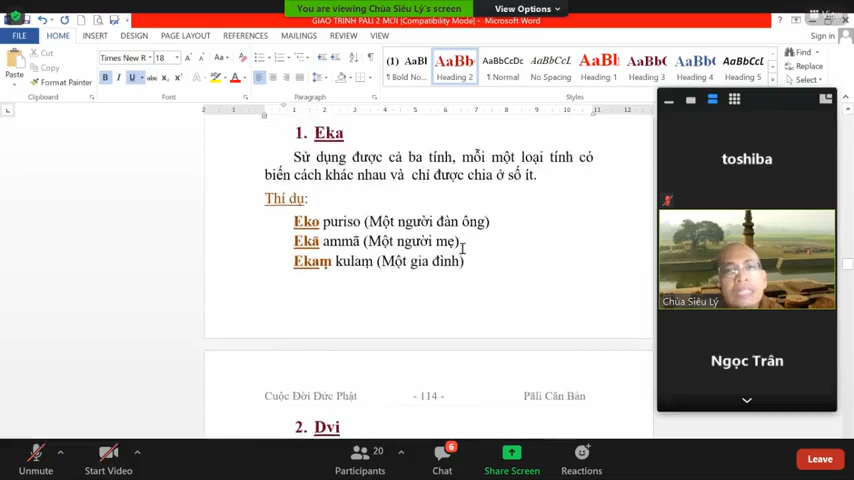 You are viewing Chùa Siêu Lý's screen
View Options
View
GIAO TRINH PALI 2 MOI [Compatibility Mode] - Microsoft Word
FILE HOME INSERT DESIGN PAGE LAYOUT REFERENCES MAILINGS REVIEW VIEW Sign in
Paste
Cut
Copy
Format Painter
Clipboard
Times New R 18
B I U
Font
Paragraph
(1) AaBl AaBb AaBbCcDc AaBbCcDc AaBl AaBbC AaBbC AaBbCcL
¶ Bold No... Heading 2 ¶ Normal No Spacing Heading 1 Heading 3 Heading 4 Heading 5
Styles
Find
Replace
Select
1. Eka
Sử dụng được cả ba tính, mỗi một loại tính có
biến cách khác nhau và chỉ được chia ở số ít.
Thí dụ:
Eko puriso (Một người đàn ông)
Ekā ammā (Một người mẹ)
Ekaṃ kulaṃ (Một gia đình)
Cuộc Đời Đức Phật - 114 - Pāli Căn Bản
2. Dvi
toshiba
Chùa Siêu Lý
Ngọc Trân
Unmute
Start Video
20
Participants
6
Chat
Share Screen
Reactions
Leave